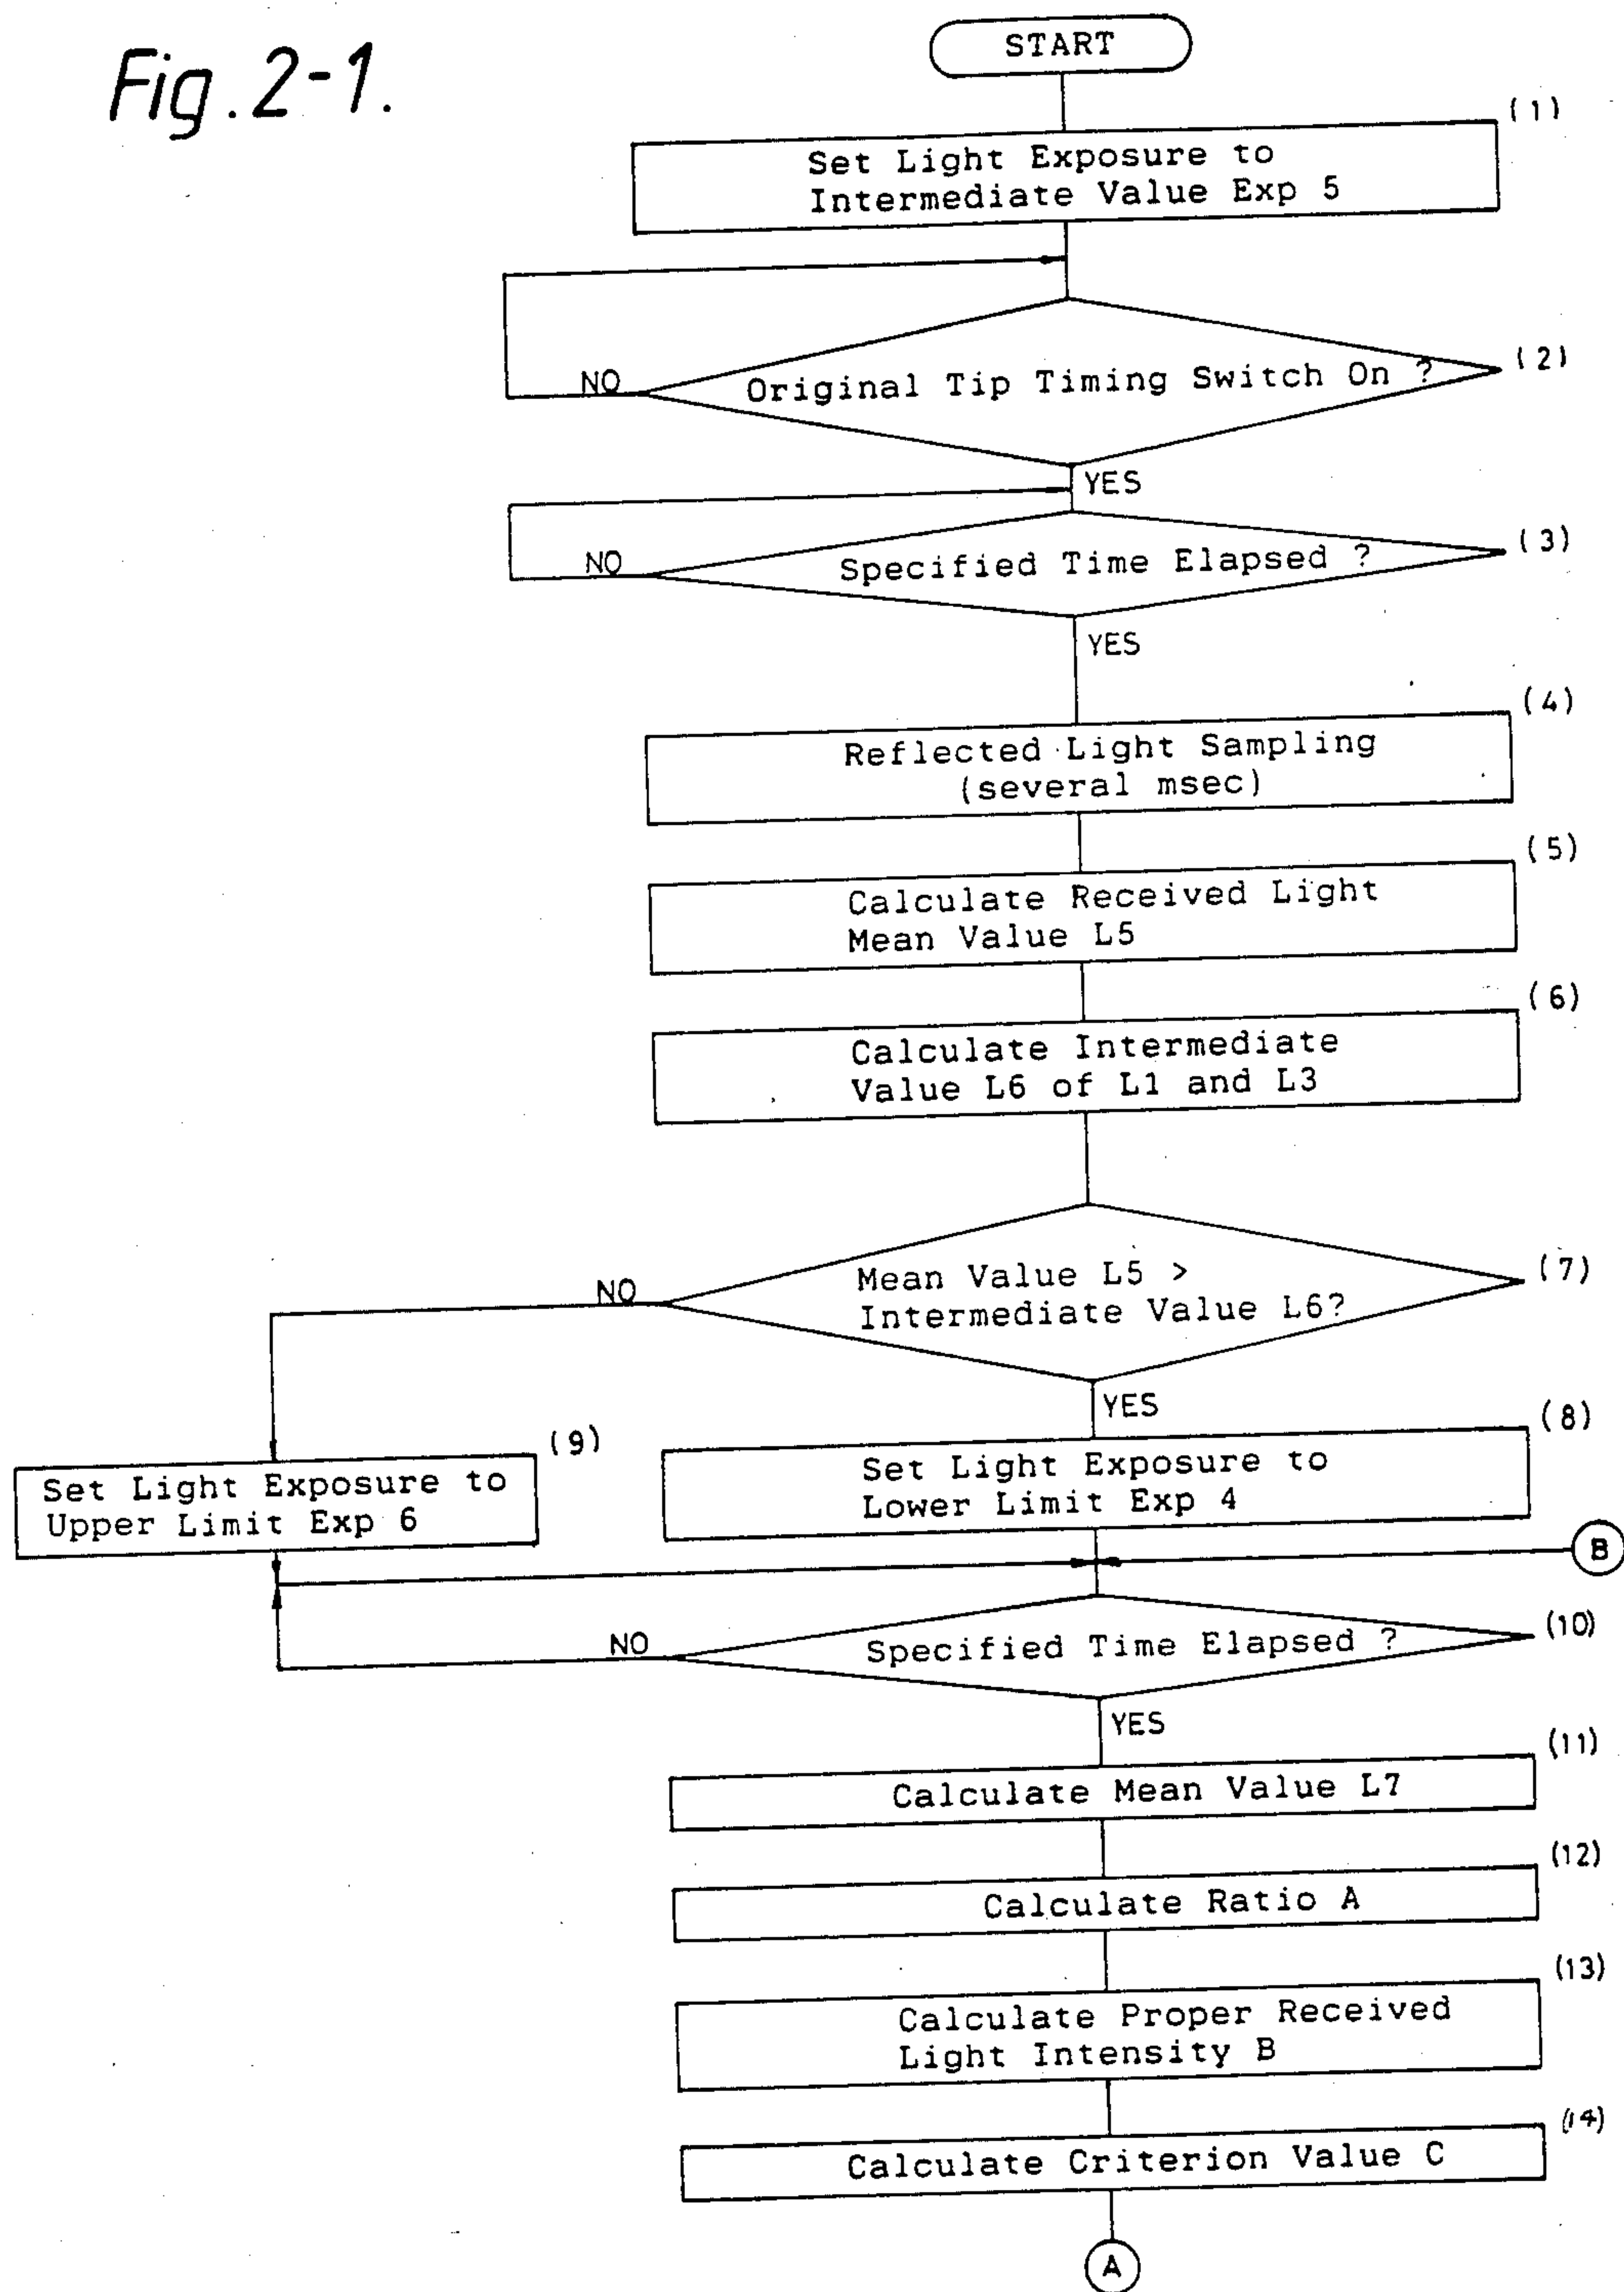 Fig. 2-1.
START
(1)
Set Light Exposure to
Intermediate Value Exp 5
NO
Original Tip Timing Switch On ?
(2)
YES
NO
Specified Time Elapsed ?
(3)
YES
(4)
Reflected Light Sampling
(several msec)
(5)
Calculate Received Light
Mean Value L5
(6)
Calculate Intermediate
Value L6 of L1 and L3
NO
Mean Value L5 >
Intermediate Value L6?
(7)
YES
(9)
Set Light Exposure to
Upper Limit Exp 6
(8)
Set Light Exposure to
Lower Limit Exp 4
B
NO
Specified Time Elapsed ?
(10)
YES
(11)
Calculate Mean Value L7
(12)
Calculate Ratio A
(13)
Calculate Proper Received
Light Intensity B
(14)
Calculate Criterion Value C
A